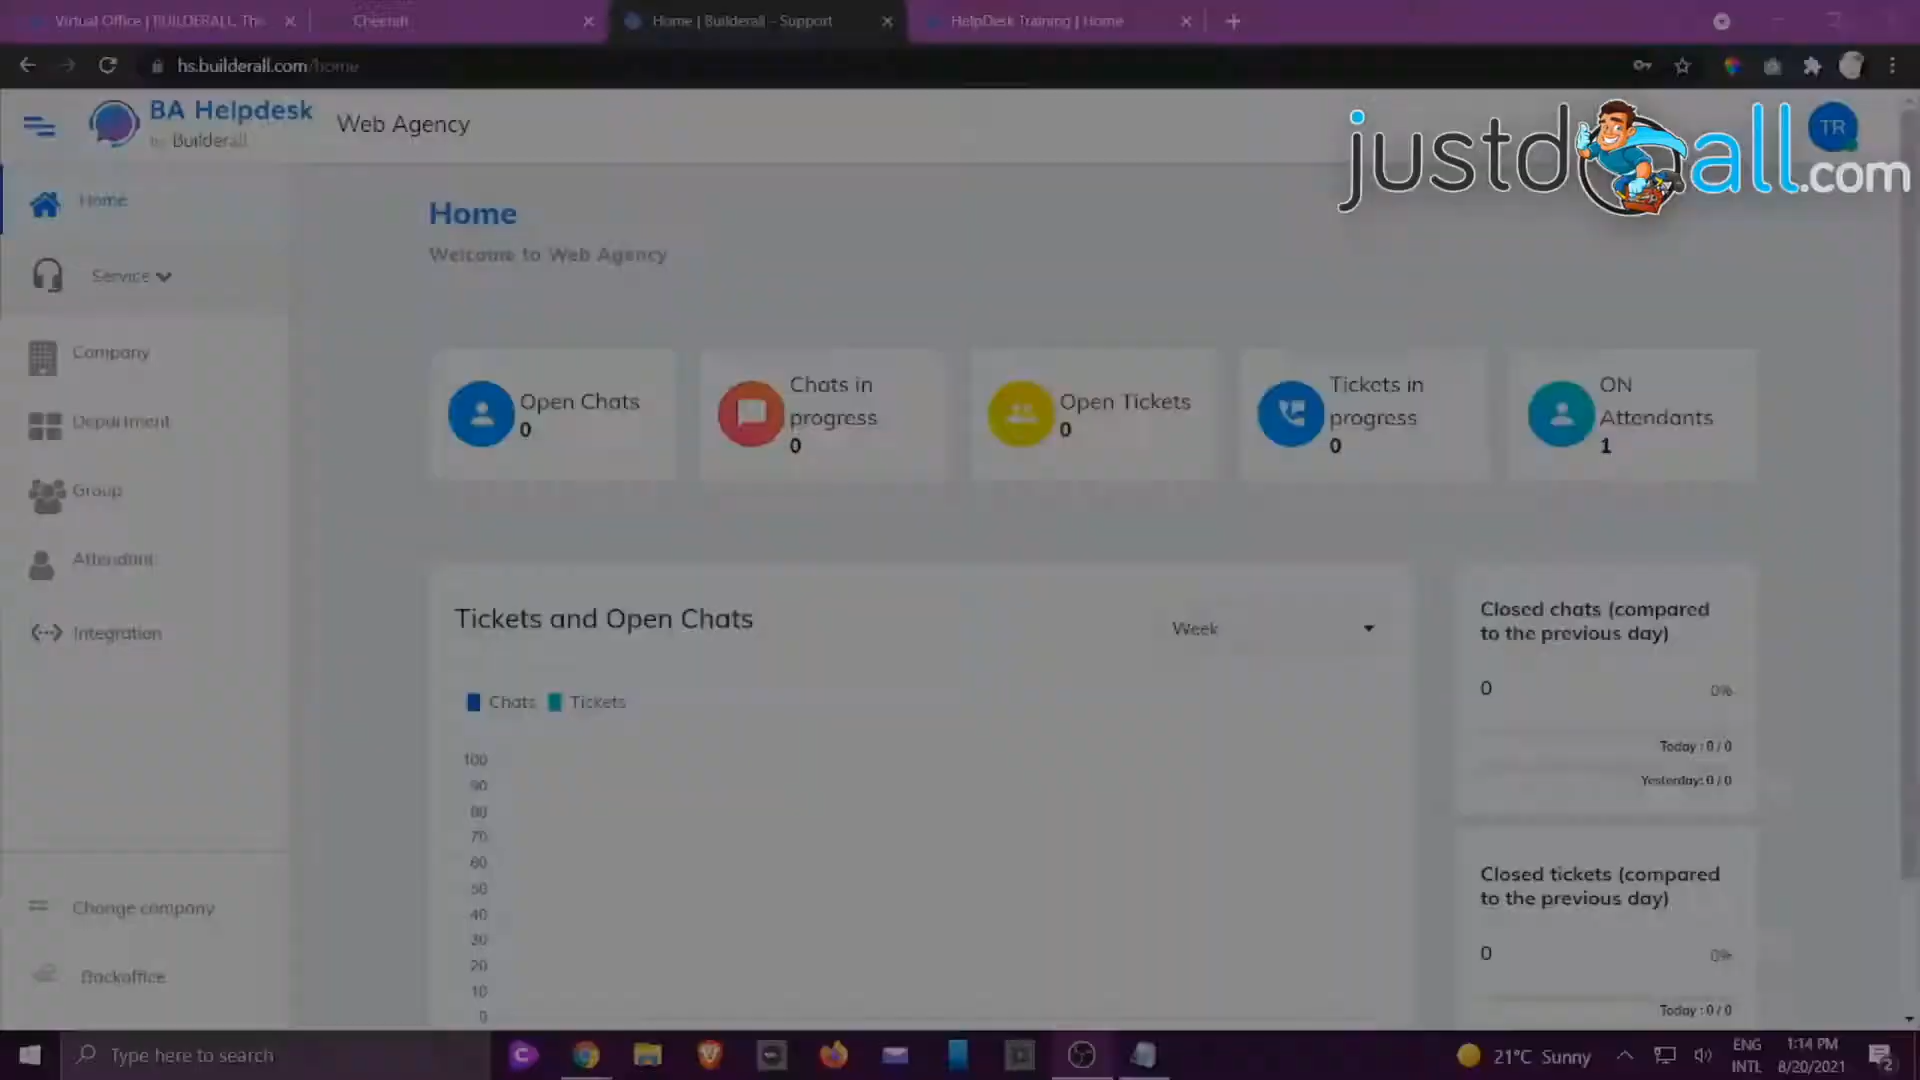 Virtual Office | BUILDERALL The
Cheetah
Home | Builderall - Support
HelpDesk Training | Home
hs.builderall.com/home
BA Helpdesk
by Builderall
Web Agency
justdoall.com
TR
Home
Service
Company
Department
Group
Attendant
Integration
Change company
Backoffice
Home
Welcome to Web Agency
Open Chats
0
Chats in
progress
0
Open Tickets
0
Tickets in
progress
0
ON
Attendants
1
Tickets and Open Chats
Week
Chats
Tickets
100
90
80
70
60
50
40
30
20
10
0
Closed chats (compared
to the previous day)
0
0%
Today : 0 / 0
Yesterday: 0 / 0
Closed tickets (compared
to the previous day)
0
0%
Today : 0 / 0
Type here to search
21°C Sunny
ENG
INTL
1:14 PM
8/20/2021
2